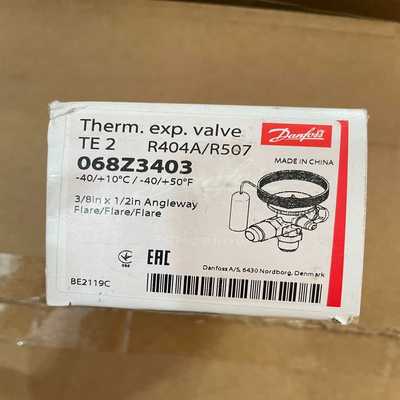 Therm. exp. valve
TE 2 R404A/R507
068Z3403
-40/+10°C / -40/+50°F
3/8in x 1/2in Angleway
Flare/Flare/Flare
Danfoss
MADE IN CHINA
EAC
Danfoss A/S, 6430 Nordborg, Denmark
BE2119C